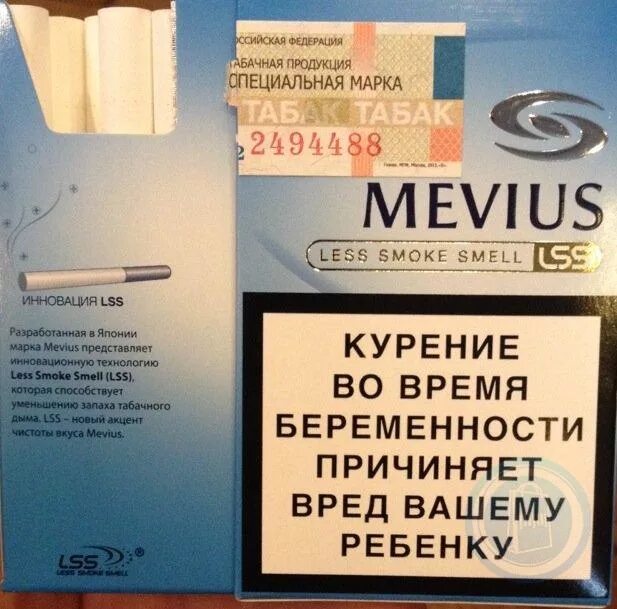 РОССИЙСКАЯ ФЕДЕРАЦИЯ
ТАБАЧНАЯ ПРОДУКЦИЯ
СПЕЦИАЛЬНАЯ МАРКА
ТАБАК ТАБАК
2494488
MEVIUS
LESS SMOKE SMELL LSS
КУРЕНИЕ
ВО ВРЕМЯ
БЕРЕМЕННОСТИ
ПРИЧИНЯЕТ
ВРЕД ВАШЕМУ
РЕБЕНКУ
ИННОВАЦИЯ LSS
Разработанная в Японии
марка Mevius представляет
инновационную технологию
Less Smoke Smell (LSS),
которая способствует
уменьшению запаха табачного
дыма. LSS – новый акцент
чистоты вкуса Mevius.
LSS ®
LESS SMOKE SMELL